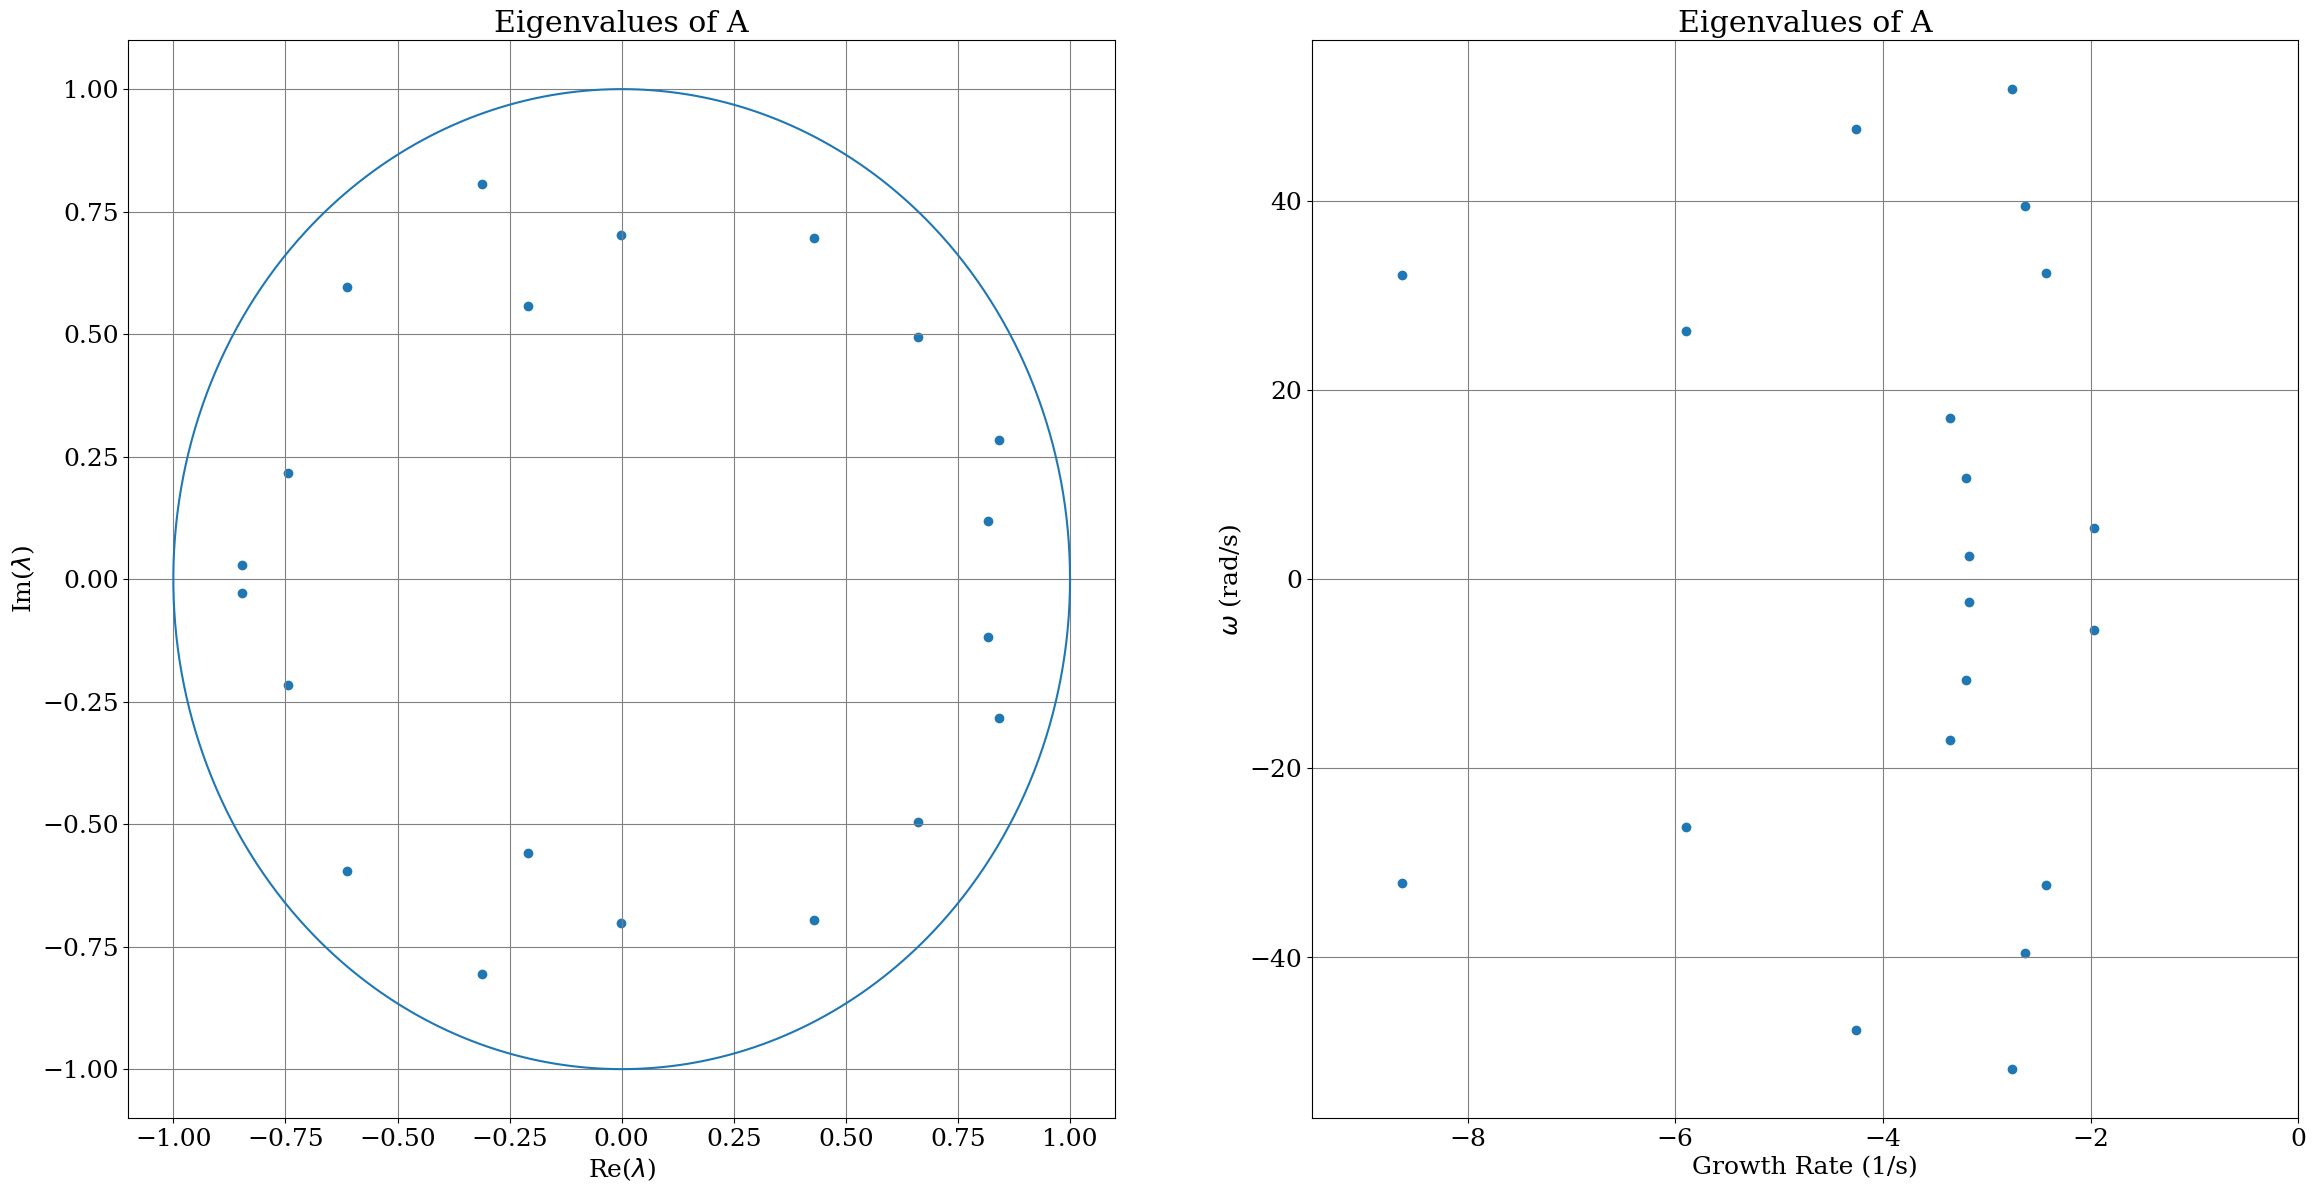 Eigenvalues of A
1.00
0.75
0.50
0.25
0.00
−0.25
−0.50
−0.75
−1.00
Im(λ)
−1.00 −0.75 −0.50 −0.25 0.00 0.25 0.50 0.75 1.00
Re(λ)
Eigenvalues of A
40
20
0
−20
−40
ω (rad/s)
−8 −6 −4 −2 0
Growth Rate (1/s)